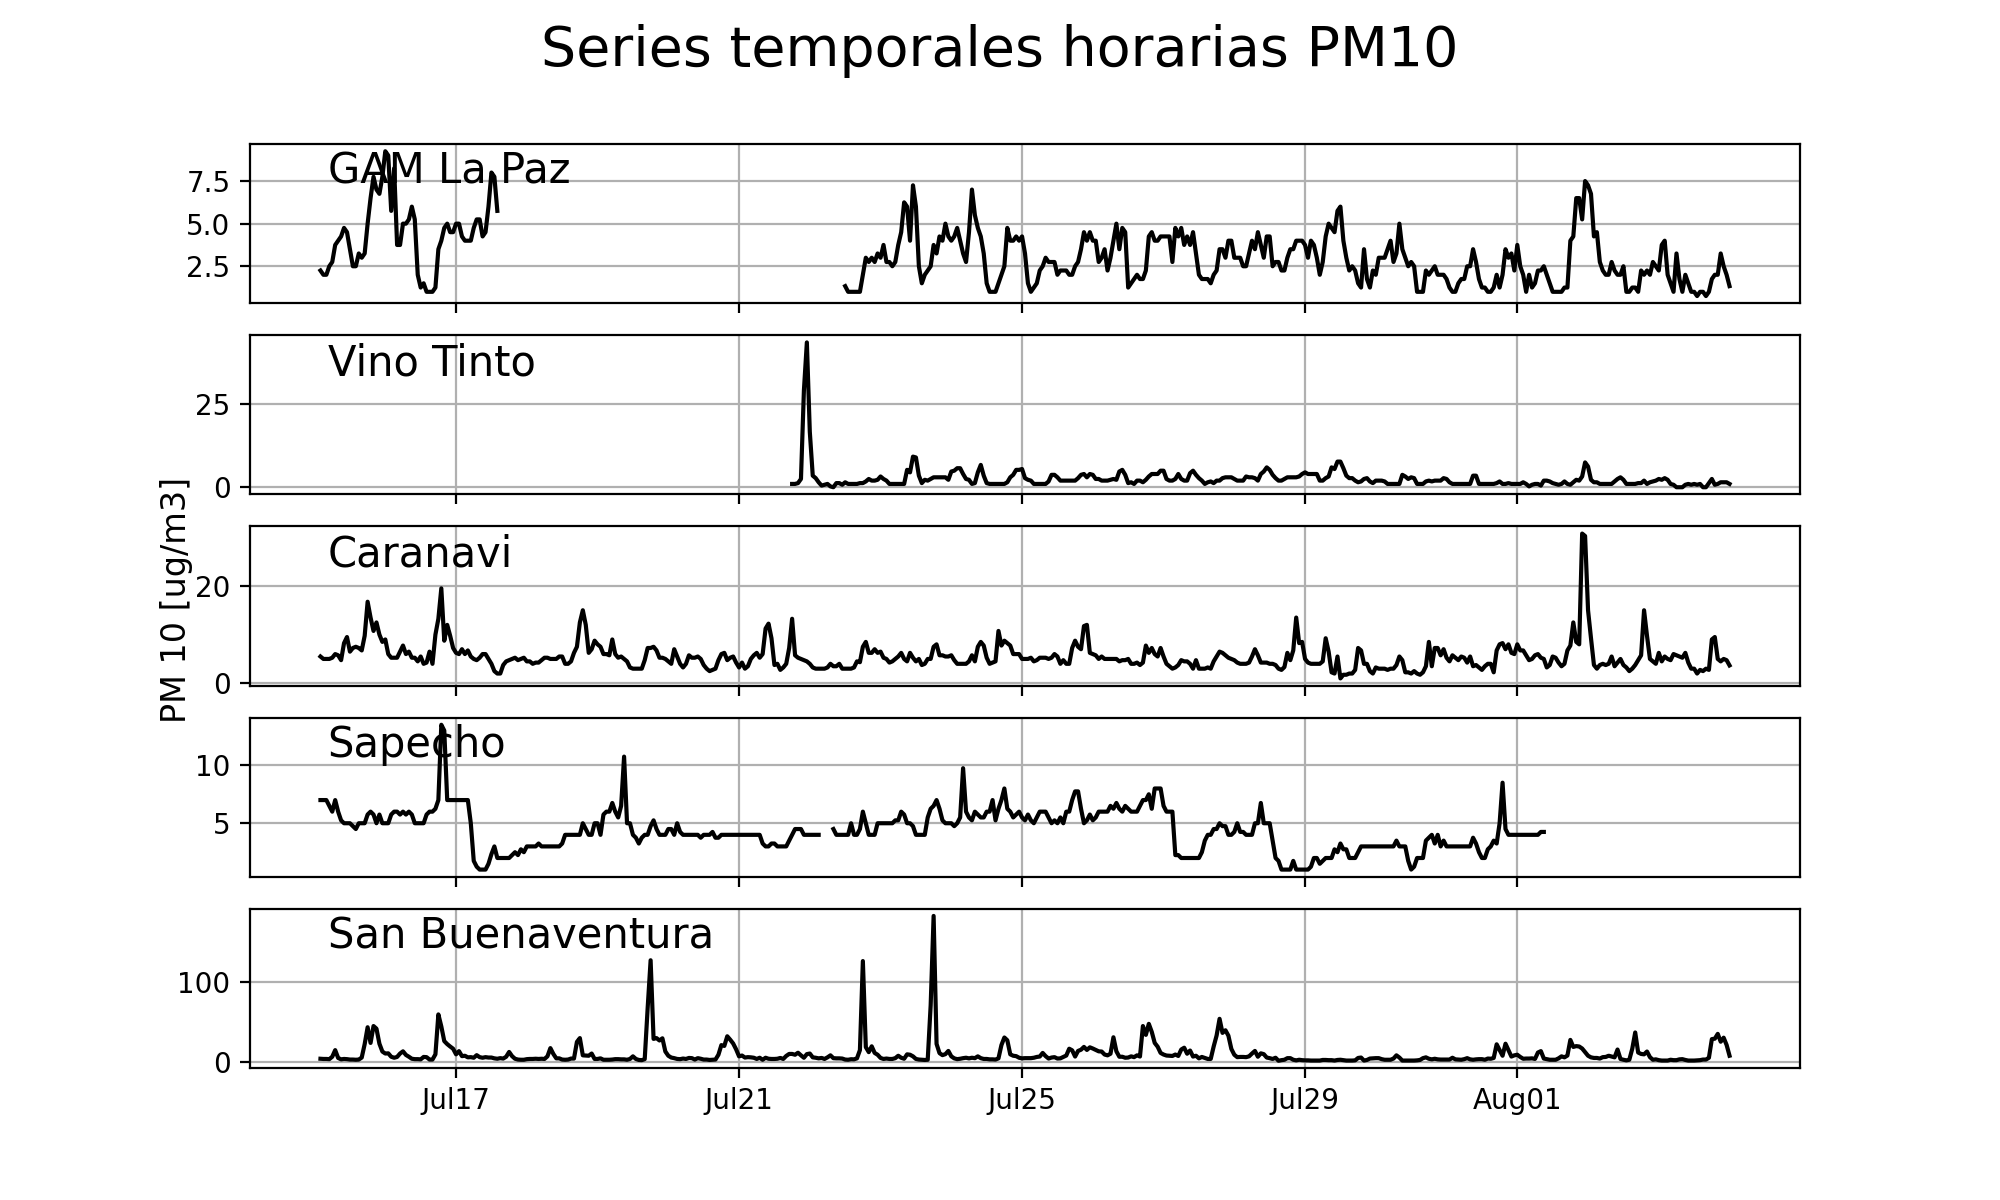 Series temporales horarias PM10
GAM La Paz
7.5
5.0
2.5
Vino Tinto
25
0
PM 10 [ug/m3]
Caranavi
20
0
Sapecho
10
5
San Buenaventura
100
0
Jul17 Jul21 Jul25 Jul29 Aug01